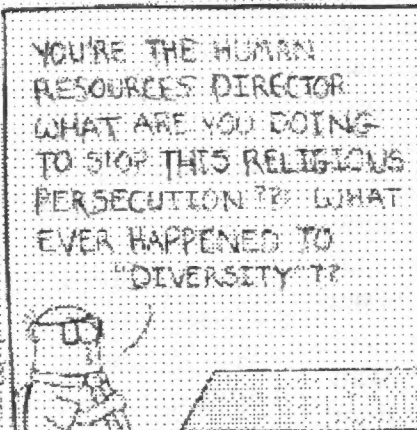 YOU'RE THE HUMAN
RESOURCES DIRECTOR
WHAT ARE YOU DOING
TO STOP THIS RELIGIOUS
PERSECUTION ??? WHAT
EVER HAPPENED TO
"DIVERSITY" ??